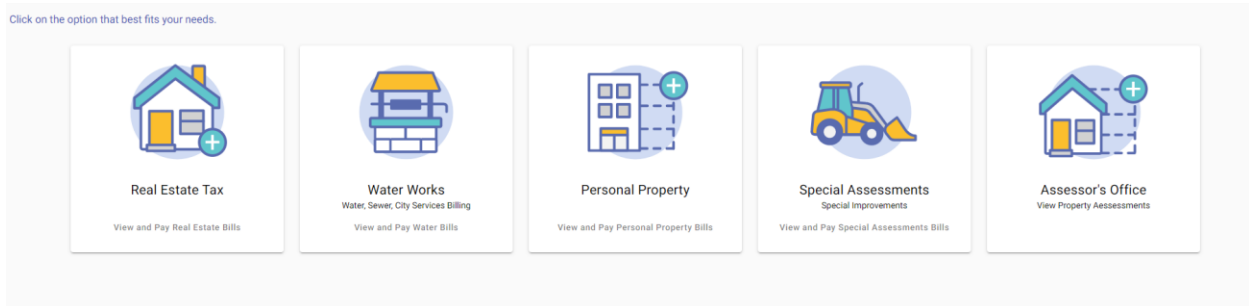 Click on the option that best fits your needs.
Real Estate Tax
View and Pay Real Estate Bills
Water Works
Water, Sewer, City Services Billing
View and Pay Water Bills
Personal Property
View and Pay Personal Property Bills
Special Assessments
Special Improvements
View and Pay Special Assessments Bills
Assessor's Office
View Property Aessessments